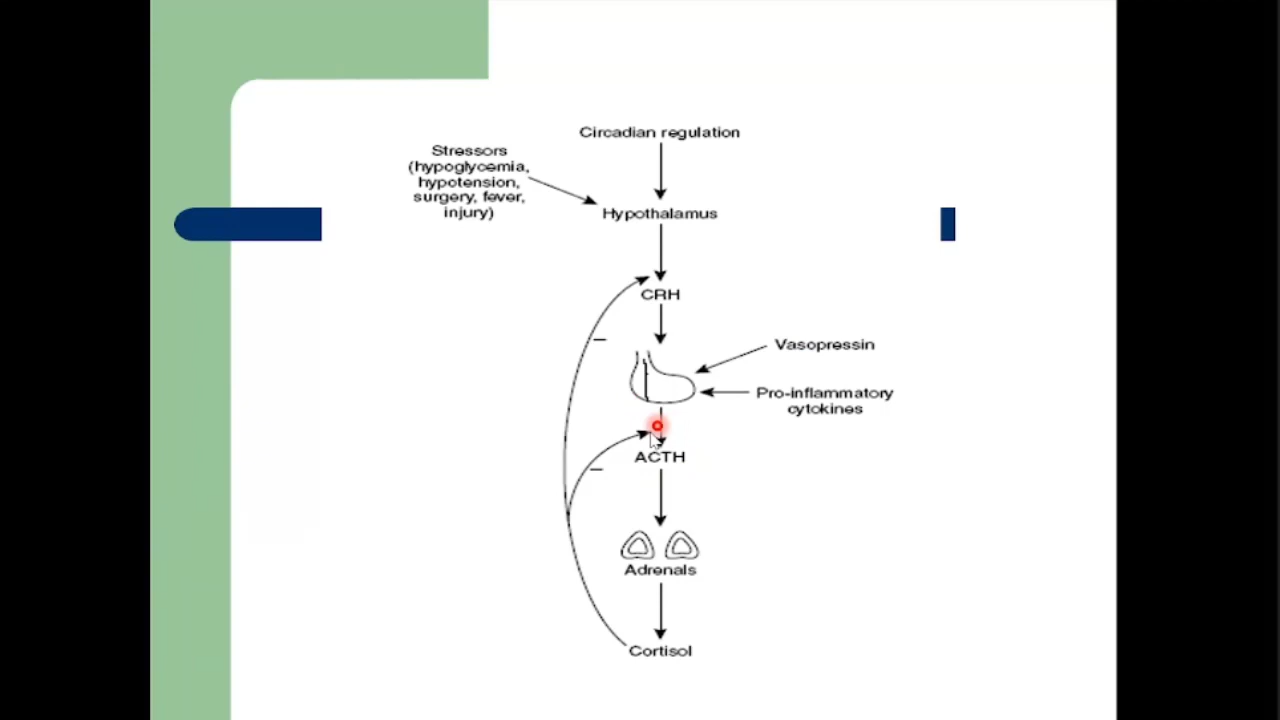 Circadian regulation
Stressors
(hypoglycemia,
hypotension,
surgery, fever,
injury)
Hypothalamus
CRH
Vasopressin
Pro-inflammatory
cytokines
ACTH
Adrenals
Cortisol